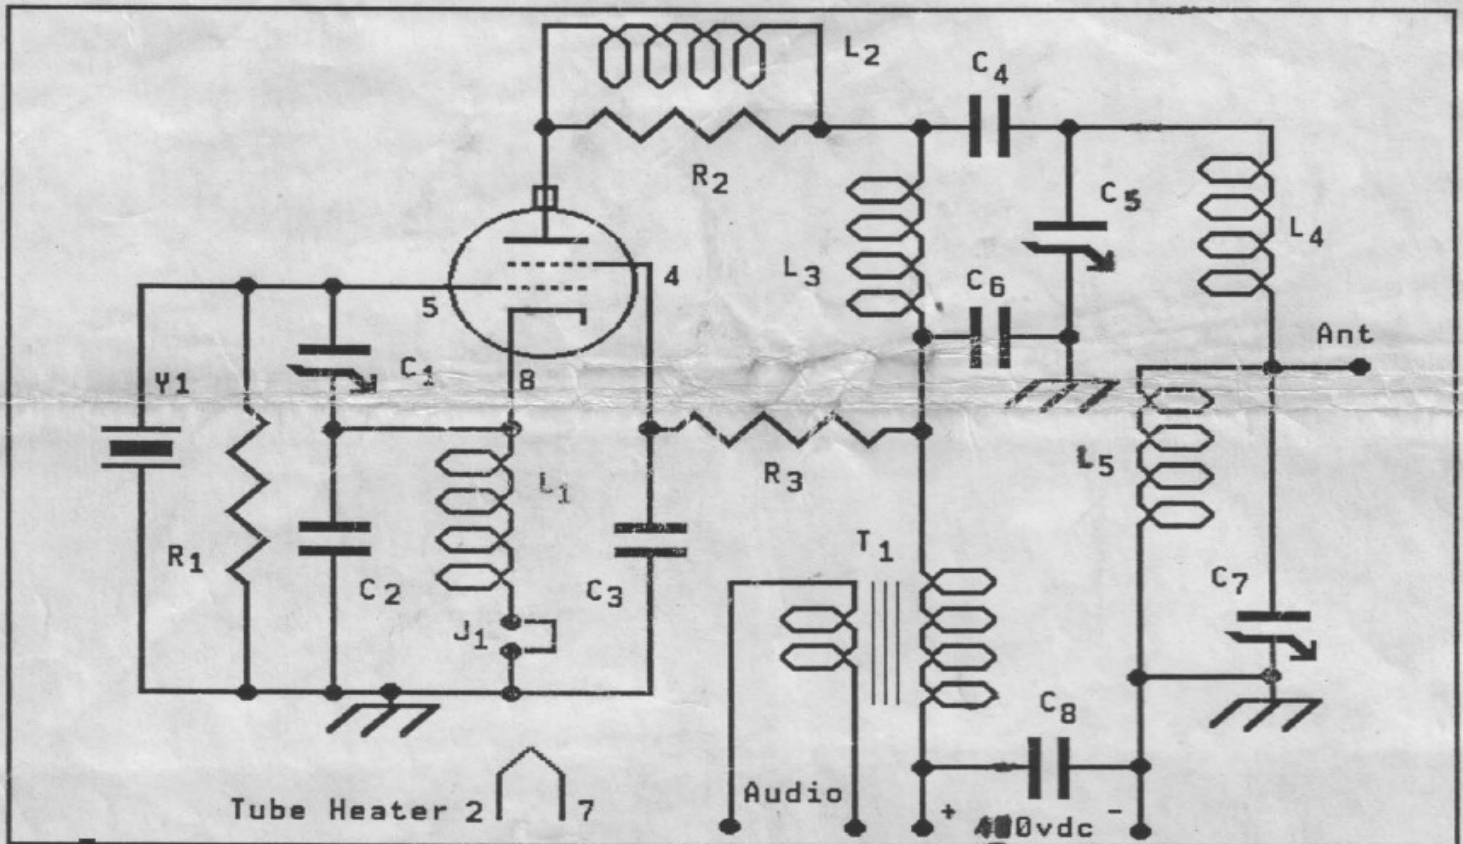 L2
C4
R2
C5
L4
L3
C6
4
5
Ant
C1
8
Y1
L5
R3
L1
T1
R1
C2
C3
C7
J1
C8
Audio
Tube Heater 2 7
+ vdc -